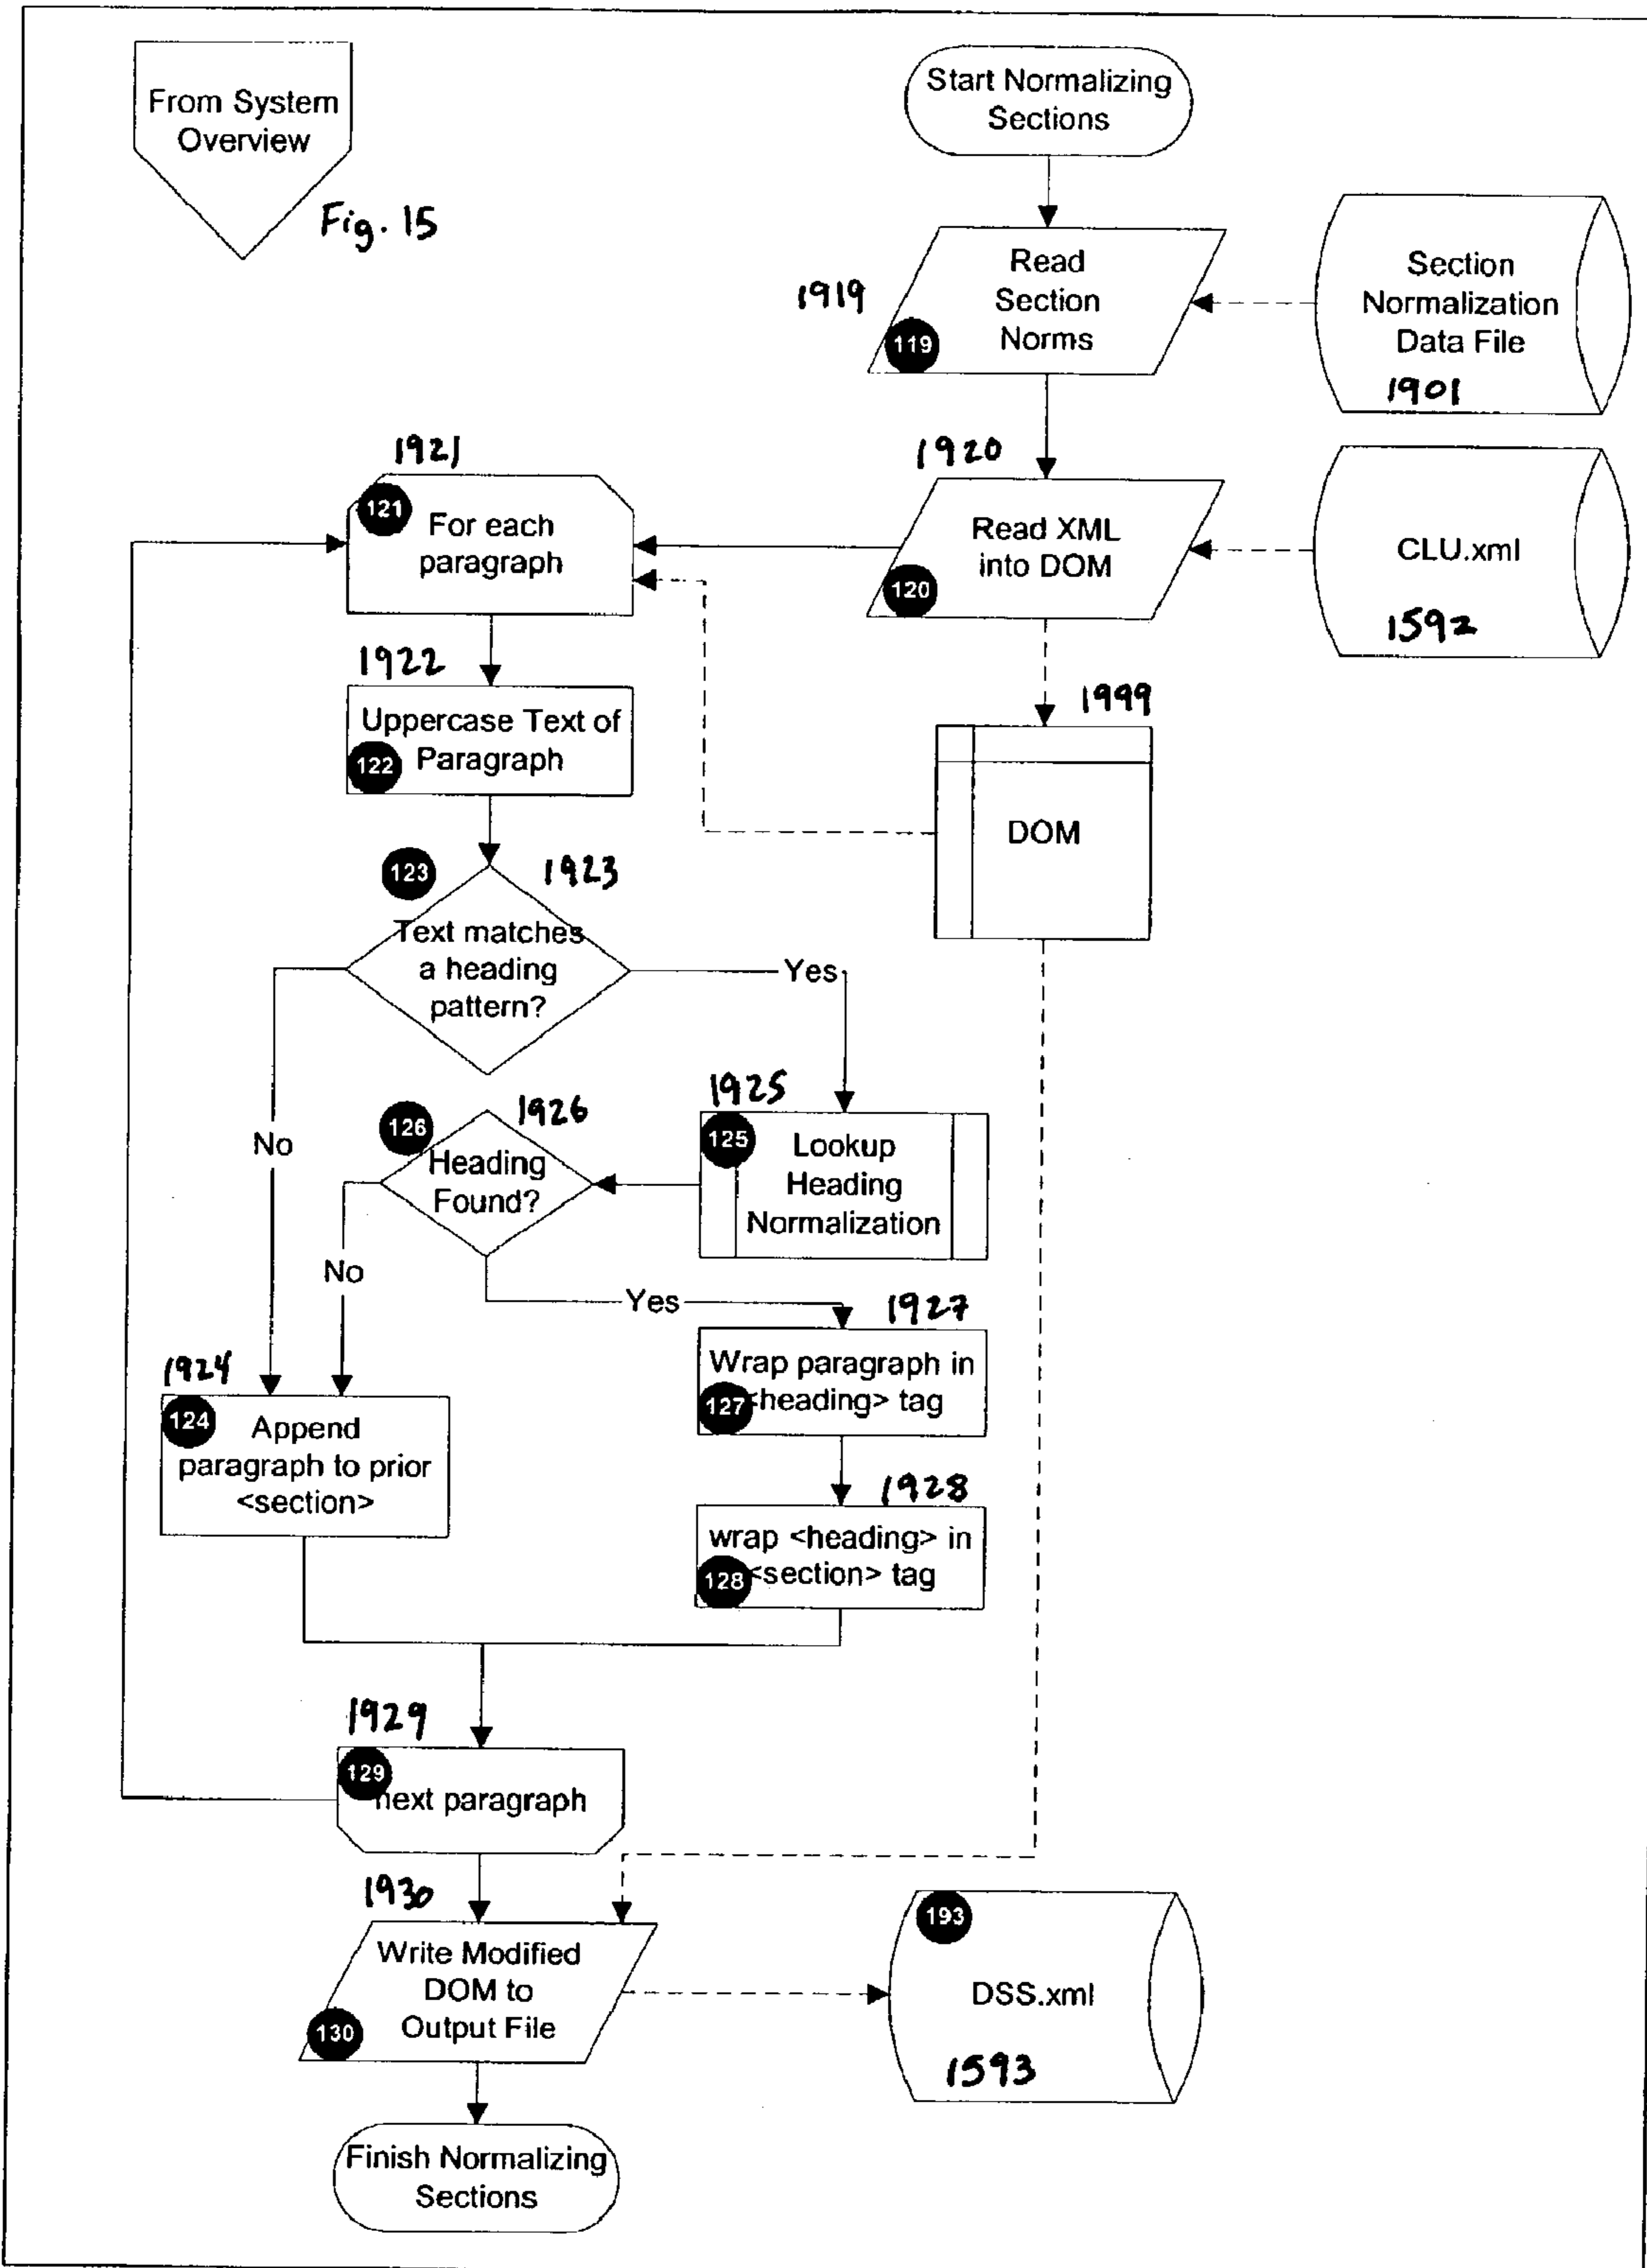 From System
Overview
Fig. 15
Start Normalizing
Sections
1919
Read
Section
Norms
119
Section
Normalization
Data File
1901
1920
Read XML
into DOM
120
CLU.xml
1592
1921
121
For each
paragraph
1922
Uppercase Text of
Paragraph
122
1999
DOM
123
1923
Text matches
a heading
pattern?
Yes
No
1925
125
Lookup
Heading
Normalization
126
1926
Heading
Found?
No
Yes
1927
Wrap paragraph in
<heading> tag
127
1924
124
Append
paragraph to prior
<section>
1928
wrap <heading> in
<section> tag
128
1929
129
next paragraph
1930
Write Modified
DOM to
Output File
130
193
DSS.xml
1593
Finish Normalizing
Sections